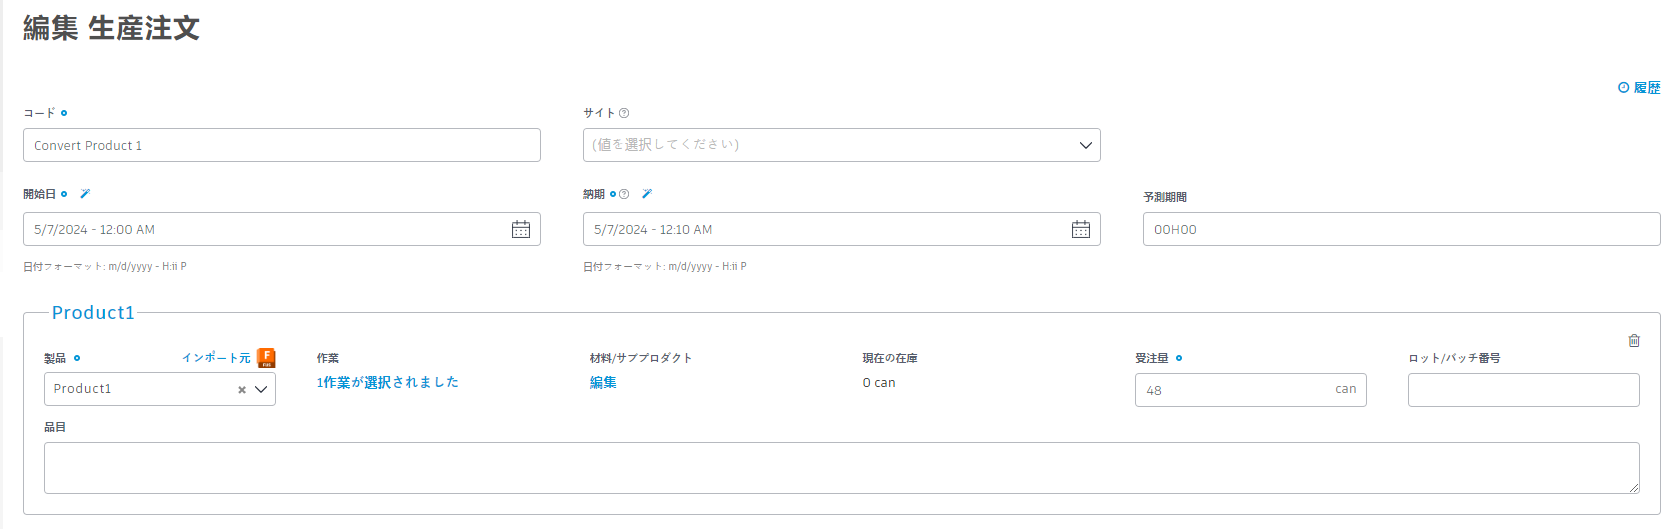 編集 生産注文
履歴
コード
サイト
Convert Product 1
(値を選択してください)
開始日
納期
予測期間
5/7/2024 - 12:00 AM
5/7/2024 - 12:10 AM
00H00
日付フォーマット: m/d/yyyy - H:ii P
日付フォーマット: m/d/yyyy - H:ii P
Product1
製品
インポート元
作業
材料/サブプロダクト
現在の在庫
受注量
ロット/バッチ番号
Product1
1作業が選択されました
編集
0 can
48
can
品目